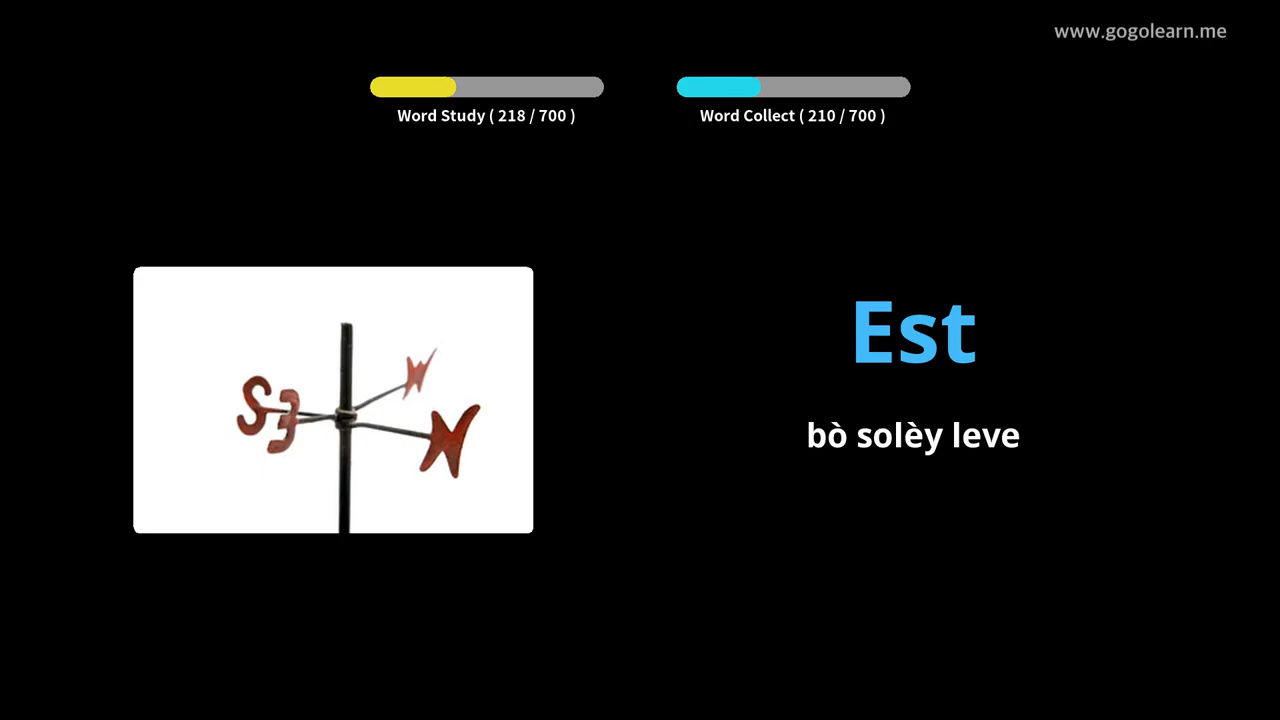 www.gogolearn.me
Word Study ( 218 / 700 )
Word Collect ( 210 / 700 )
Est
bò solèy leve
S
E
N